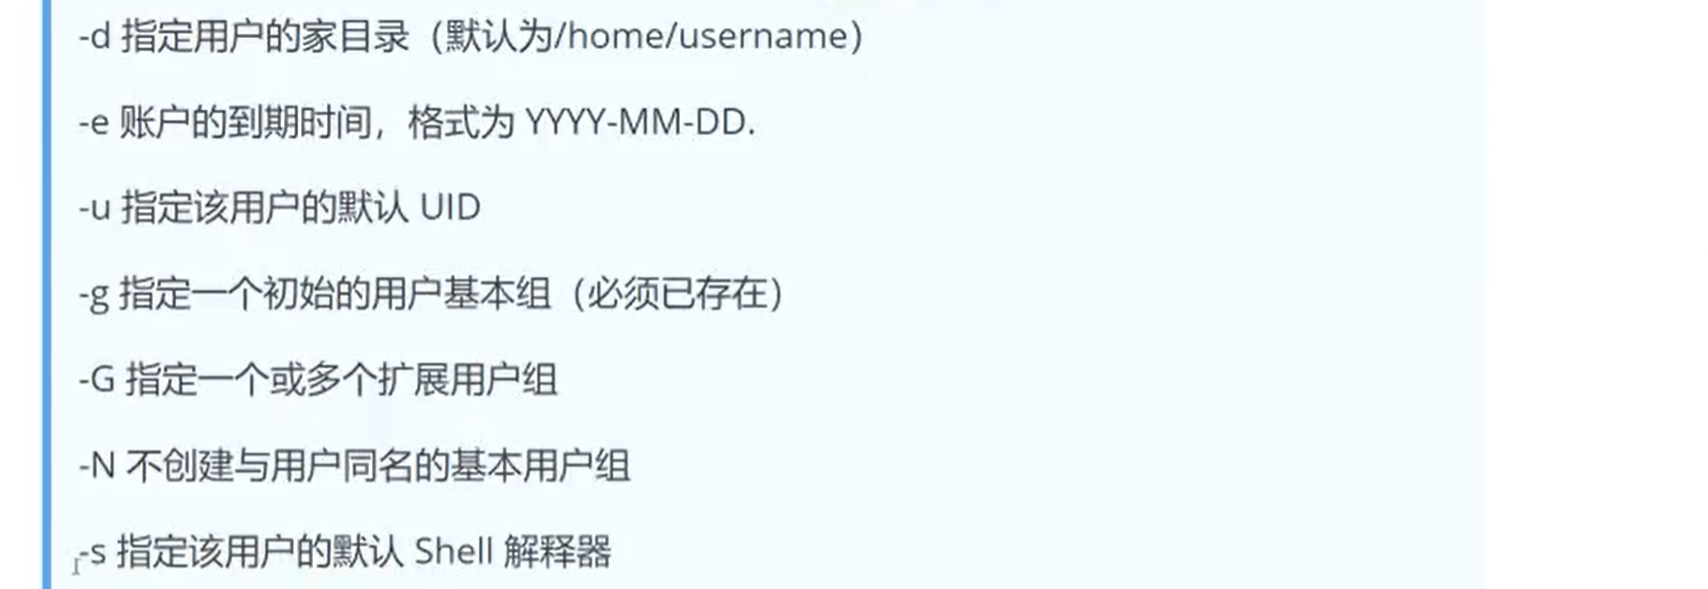 -d 指定用户的家目录（默认为/home/username）
-e 账户的到期时间，格式为 YYYY-MM-DD.
-u 指定该用户的默认 UID
-g 指定一个初始的用户基本组（必须已存在）
-G 指定一个或多个扩展用户组
-N 不创建与用户同名的基本用户组
-s 指定该用户的默认 Shell 解释器